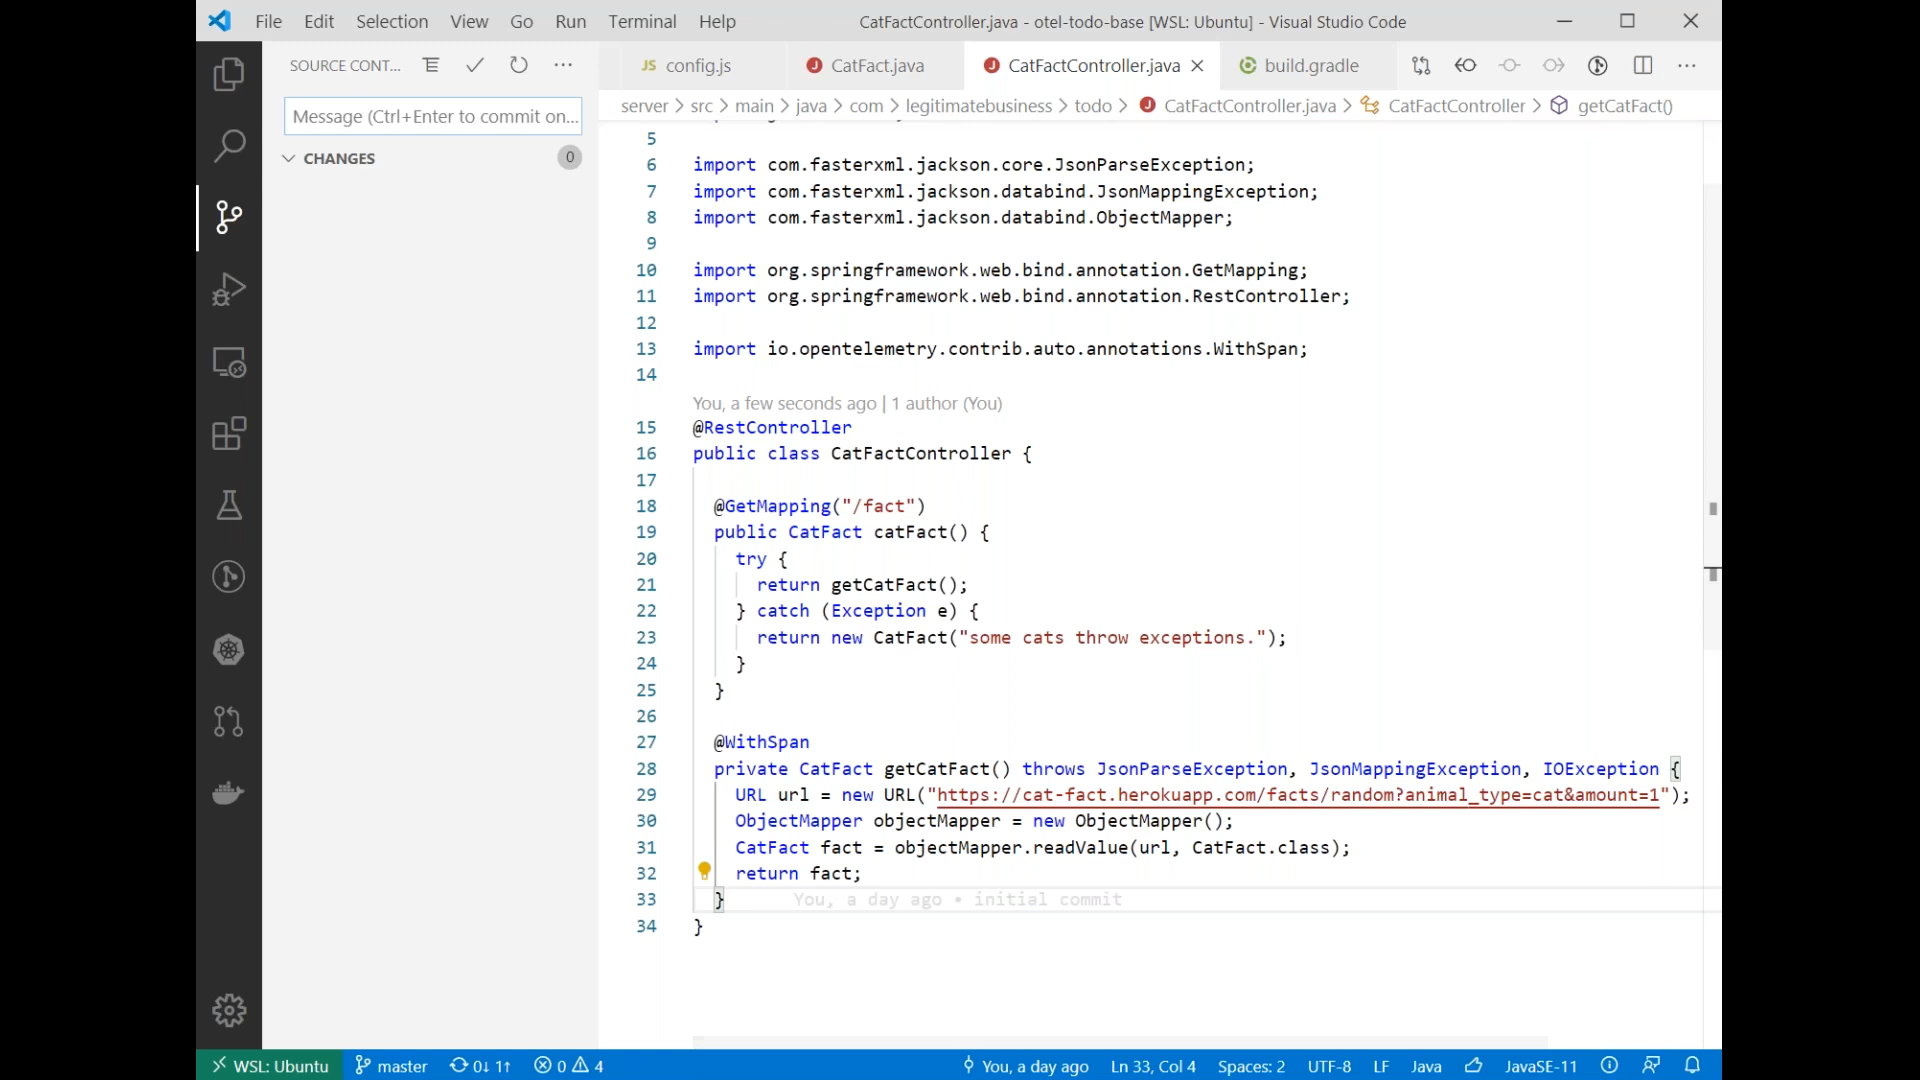 File Edit Selection View Go Run Terminal Help CatFactController.java - otel-todo-base [WSL: Ubuntu] - Visual Studio Code
SOURCE CONT...
JS config.js
J CatFact.java
J CatFactController.java
build.gradle
Message (Ctrl+Enter to commit on...
server > src > main > java > com > legitimatebusiness > todo > J CatFactController.java > CatFactController > getCatFact()
CHANGES 0
5
6 import com.fasterxml.jackson.core.JsonParseException;
7 import com.fasterxml.jackson.databind.JsonMappingException;
8 import com.fasterxml.jackson.databind.ObjectMapper;
9
10 import org.springframework.web.bind.annotation.GetMapping;
11 import org.springframework.web.bind.annotation.RestController;
12
13 import io.opentelemetry.contrib.auto.annotations.WithSpan;
14
You, a few seconds ago | 1 author (You)
15 @RestController
16 public class CatFactController {
17
18 @GetMapping("/fact")
19 public CatFact catFact() {
20 try {
21 return getCatFact();
22 } catch (Exception e) {
23 return new CatFact("some cats throw exceptions.");
24 }
25 }
26
27 @WithSpan
28 private CatFact getCatFact() throws JsonParseException, JsonMappingException, IOException {
29 URL url = new URL("https://cat-fact.herokuapp.com/facts/random?animal_type=cat&amount=1");
30 ObjectMapper objectMapper = new ObjectMapper();
31 CatFact fact = objectMapper.readValue(url, CatFact.class);
32 return fact;
33 } You, a day ago • initial commit
34 }
WSL: Ubuntu master 0↓ 1↑ 0 4 You, a day ago Ln 33, Col 4 Spaces: 2 UTF-8 LF Java JavaSE-11